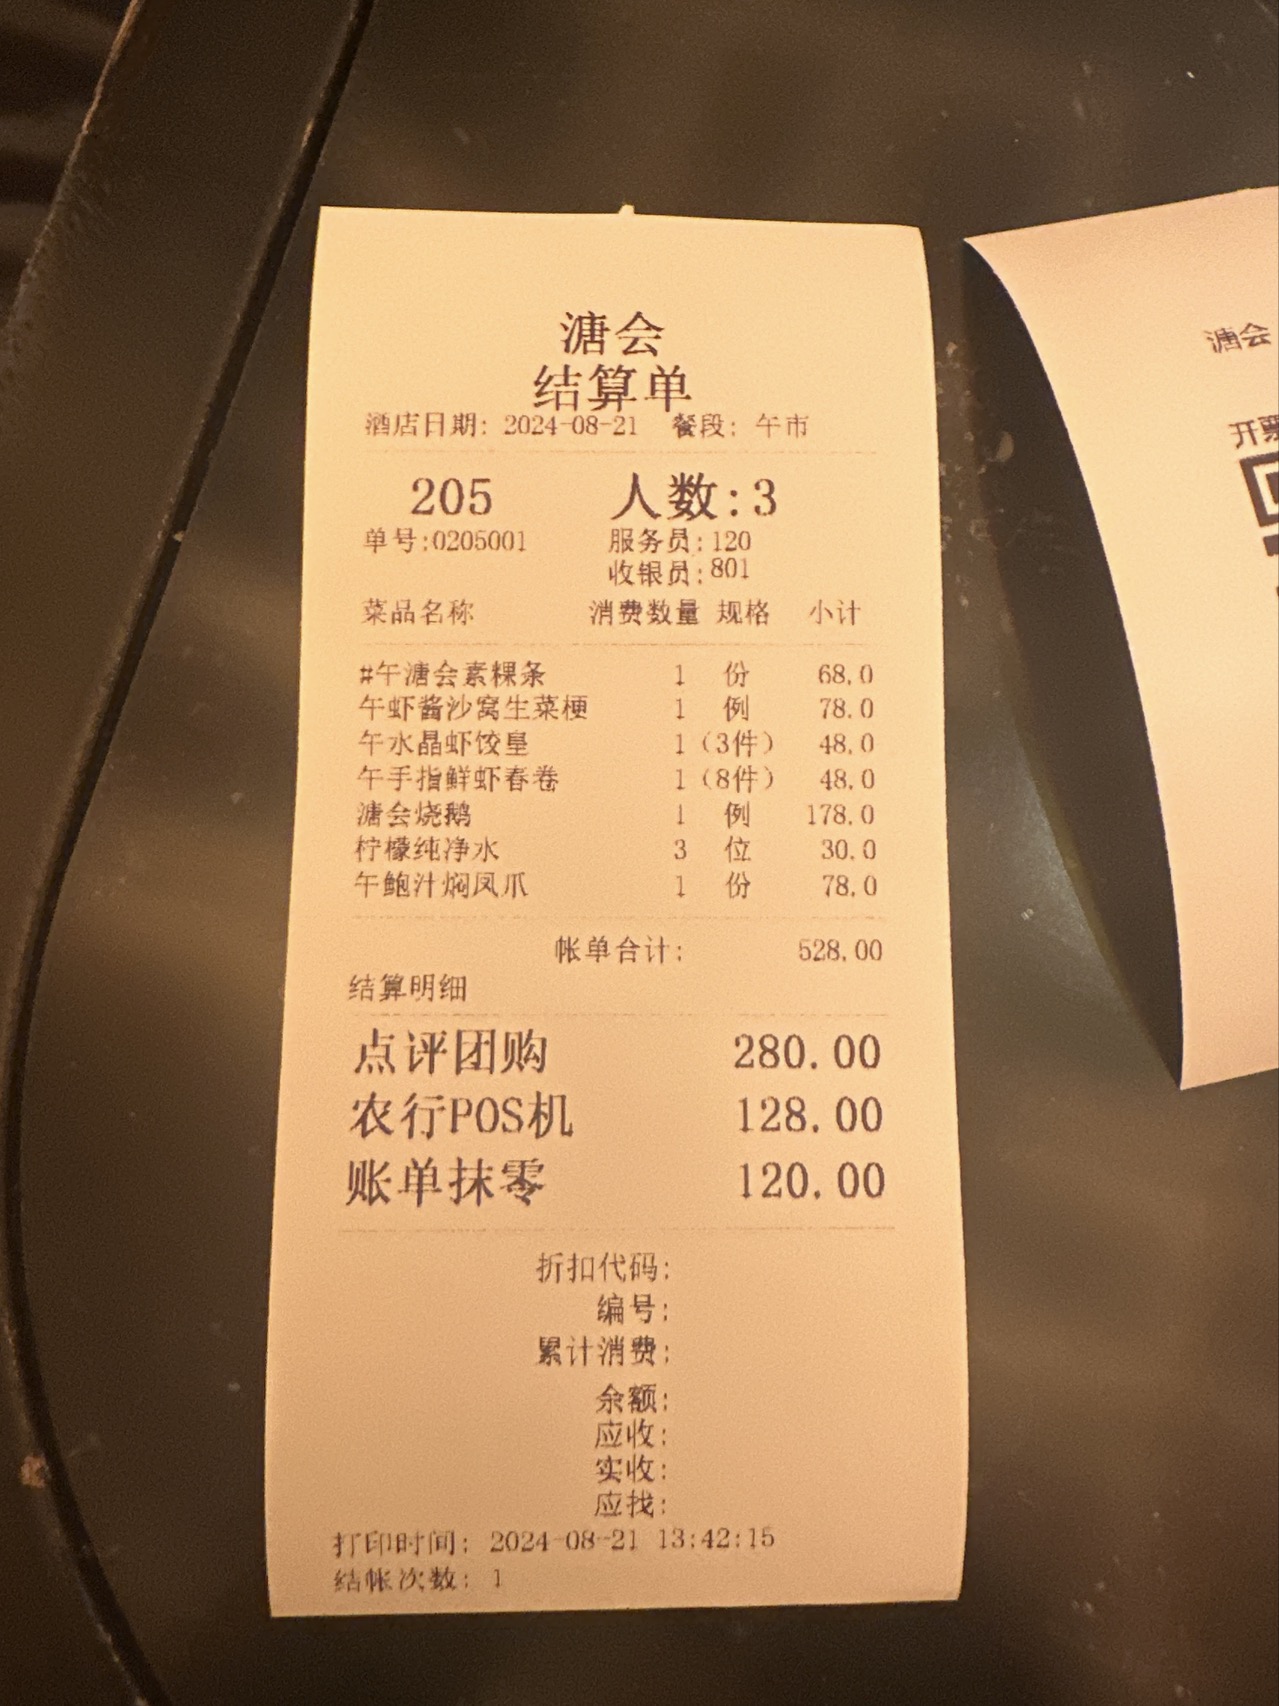 溏会
结算单
酒店日期: 2024-08-21 餐段: 午市
205 人数:3
单号:0205001 服务员:120
收银员:801
菜品名称 消费数量 规格 小计
#午溏会素粿条 1 份 68.0
午虾酱沙窝生菜梗 1 例 78.0
午水晶虾饺皇 1 (3件) 48.0
午手指鲜虾春卷 1 (8件) 48.0
溏会烧鹅 1 例 178.0
柠檬纯净水 3 位 30.0
午鲍汁焖凤爪 1 份 78.0
帐单合计: 528.00
结算明细
点评团购 280.00
农行POS机 128.00
账单抹零 120.00
折扣代码:
编号:
累计消费:
余额:
应收:
实收:
应找:
打印时间: 2024-08-21 13:42:15
结帐次数: 1
溏会
开票